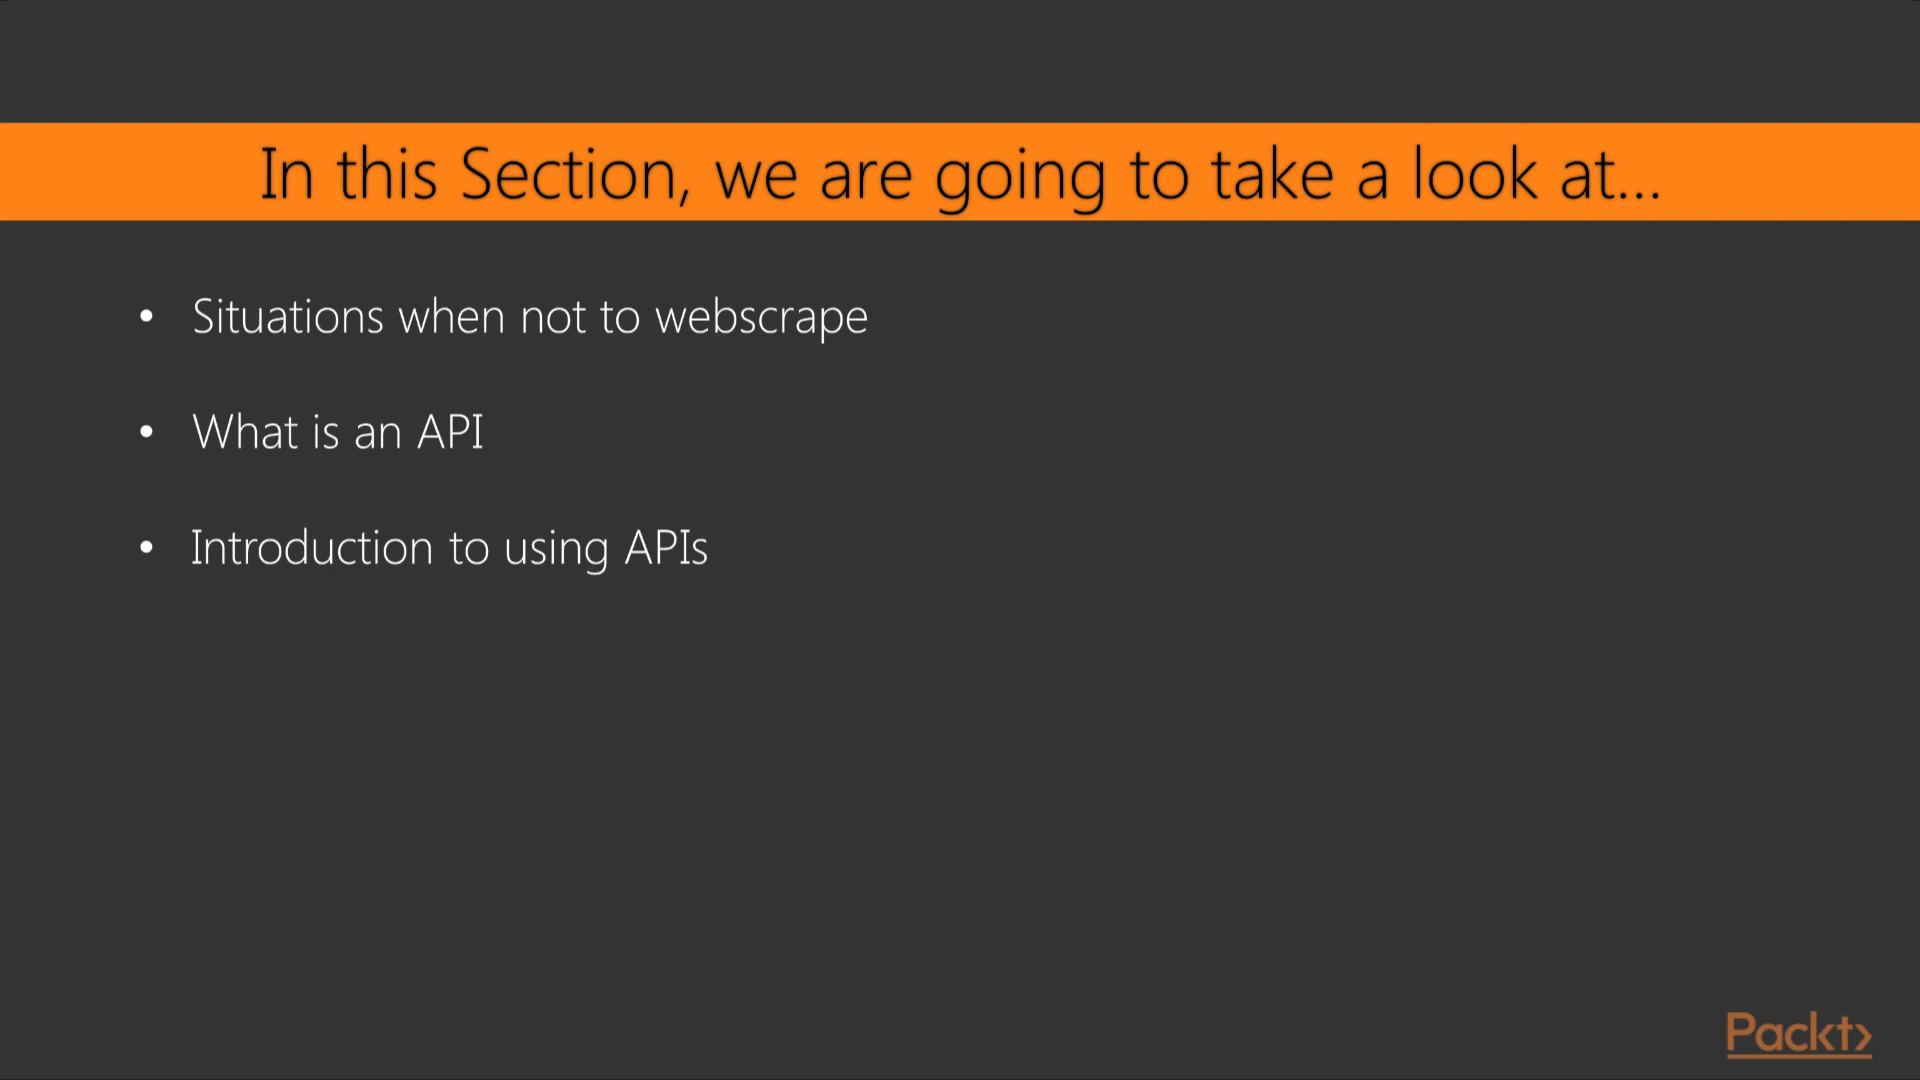 In this Section, we are going to take a look at...
• Situations when not to webscrape
• What is an API
• Introduction to using APIs
Packt>